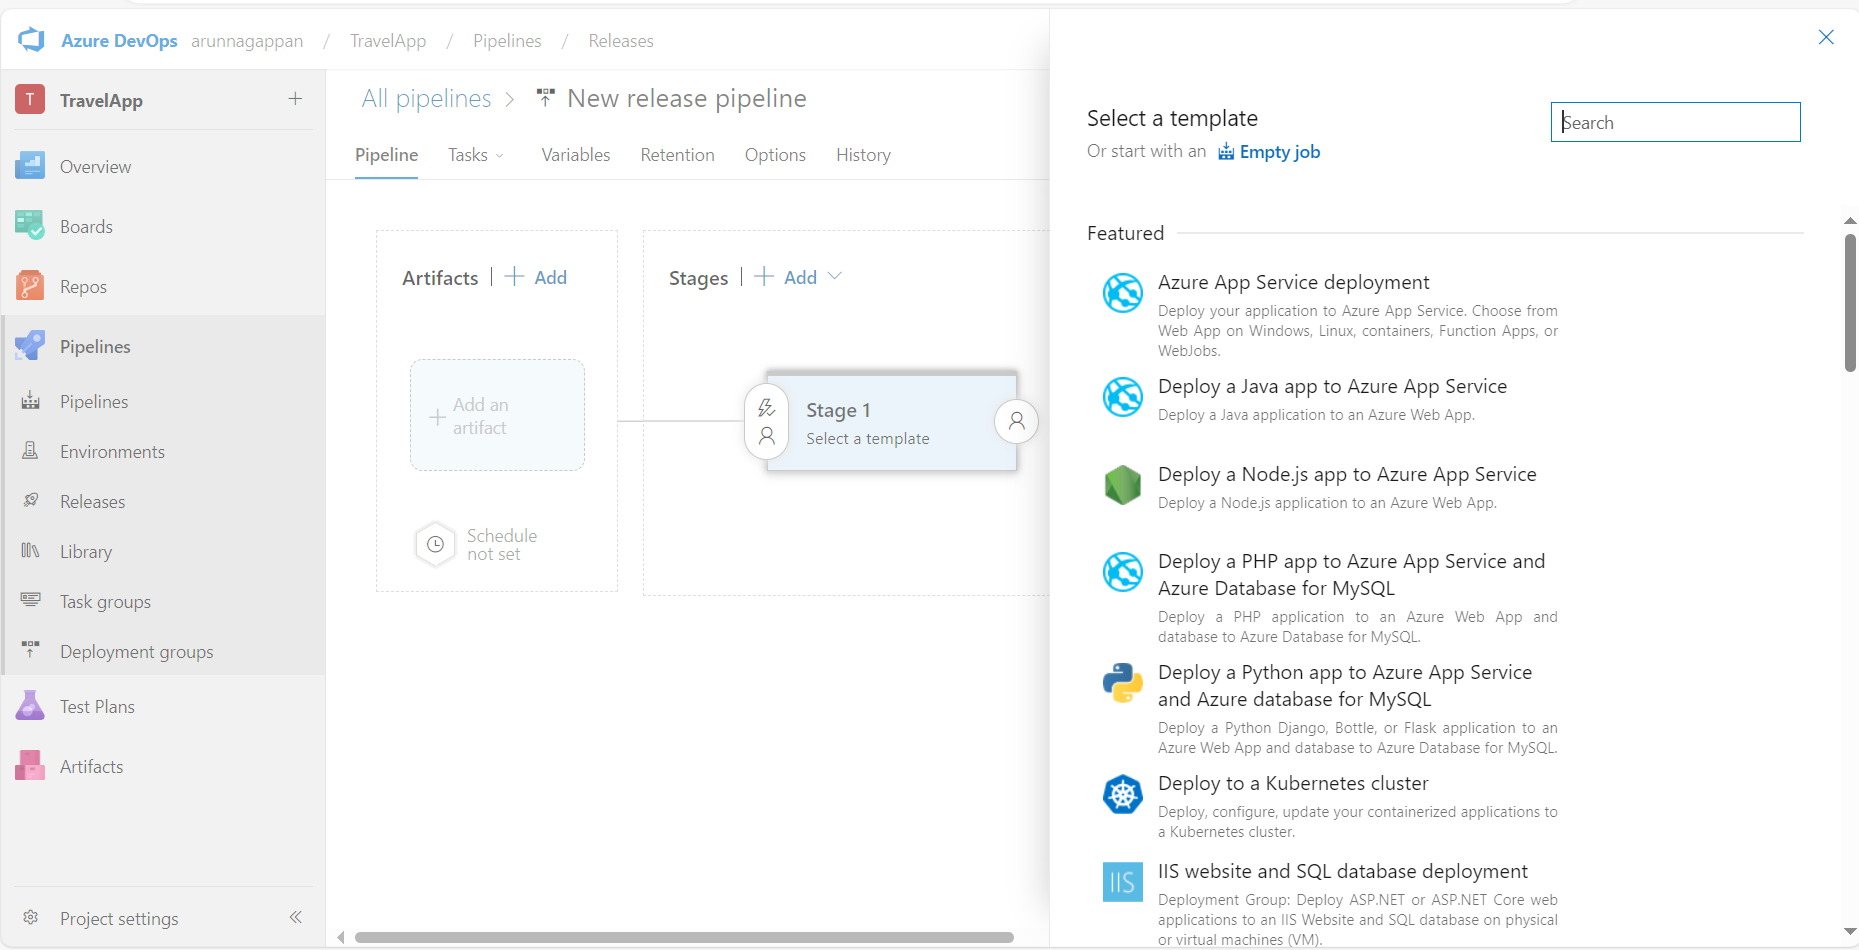 Azure DevOps arunnagappan / TravelApp / Pipelines / Releases
T TravelApp
Overview
Boards
Repos
Pipelines
Pipelines
Environments
Releases
Library
Task groups
Deployment groups
Test Plans
Artifacts
Project settings
All pipelines > New release pipeline
Pipeline Tasks Variables Retention Options History
Artifacts | + Add
+ Add an
artifact
Schedule
not set
Stages | + Add
Stage 1
Select a template
Select a template
Or start with an Empty job
Search
Featured
Azure App Service deployment
Deploy your application to Azure App Service. Choose from
Web App on Windows, Linux, containers, Function Apps, or
WebJobs.
Deploy a Java app to Azure App Service
Deploy a Java application to an Azure Web App.
Deploy a Node.js app to Azure App Service
Deploy a Node.js application to an Azure Web App.
Deploy a PHP app to Azure App Service and
Azure Database for MySQL
Deploy a PHP application to an Azure Web App and
database to Azure Database for MySQL.
Deploy a Python app to Azure App Service
and Azure database for MySQL
Deploy a Python Django, Bottle, or Flask application to an
Azure Web App and database to Azure Database for MySQL.
Deploy to a Kubernetes cluster
Deploy, configure, update your containerized applications to
a Kubernetes cluster.
IIS
IIS website and SQL database deployment
Deployment Group: Deploy ASP.NET or ASP.NET Core web
applications to an IIS Website and SQL database on physical
or virtual machines (VM).